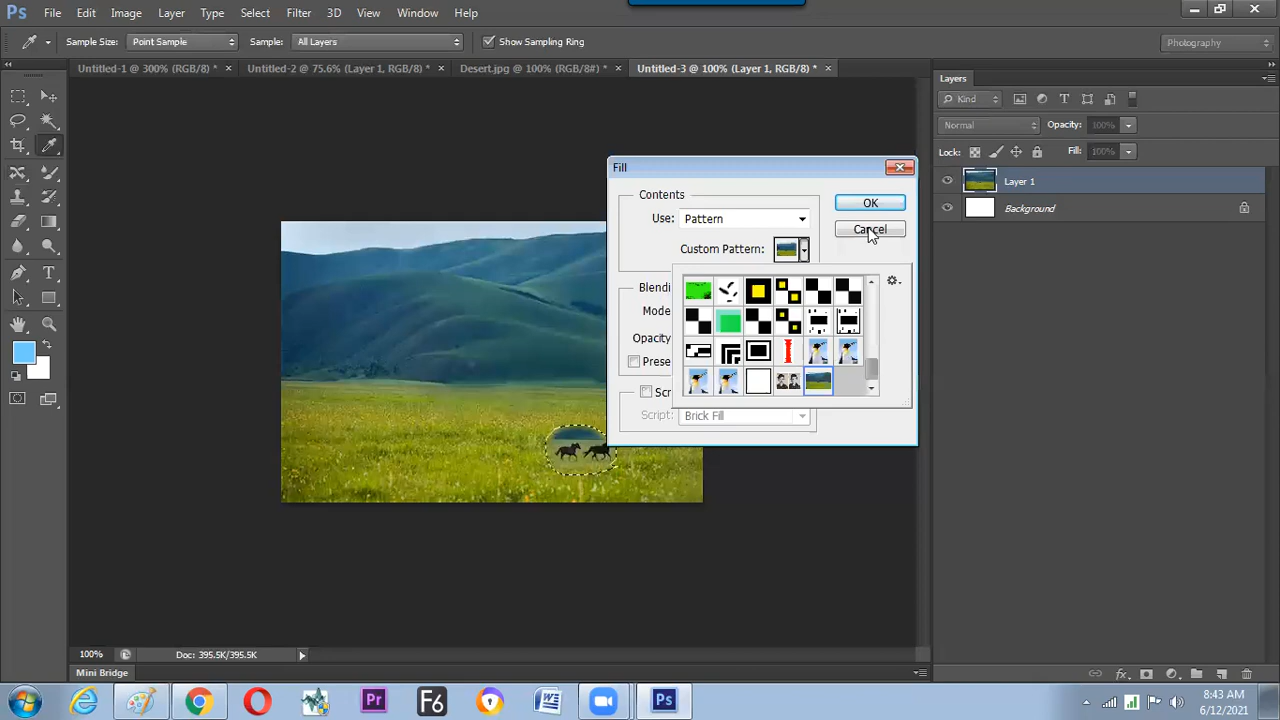 Ps File Edit Image Layer Type Select Filter 3D View Window Help
Sample Size: Point Sample Sample: All Layers Show Sampling Ring Photography
Untitled-1 @ 300% (RGB/8) * × Untitled-2 @ 75.6% (Layer 1, RGB/8) * × Desert.jpg @ 100% (RGB/8#) * × Untitled-3 @ 100% (Layer 1, RGB/8) * ×
Layers
Kind
Normal Opacity: 100%
Lock: Fill: 100%
Layer 1
Background
Fill
Contents
OK
Use: Pattern
Cancel
Custom Pattern:
Blendi
Mode
Opacity
Prese
Scr
Script: Brick Fill
100% Doc: 395.5K/395.5K
Mini Bridge
Pr F6 W Ps
8:43 AM
6/12/2021